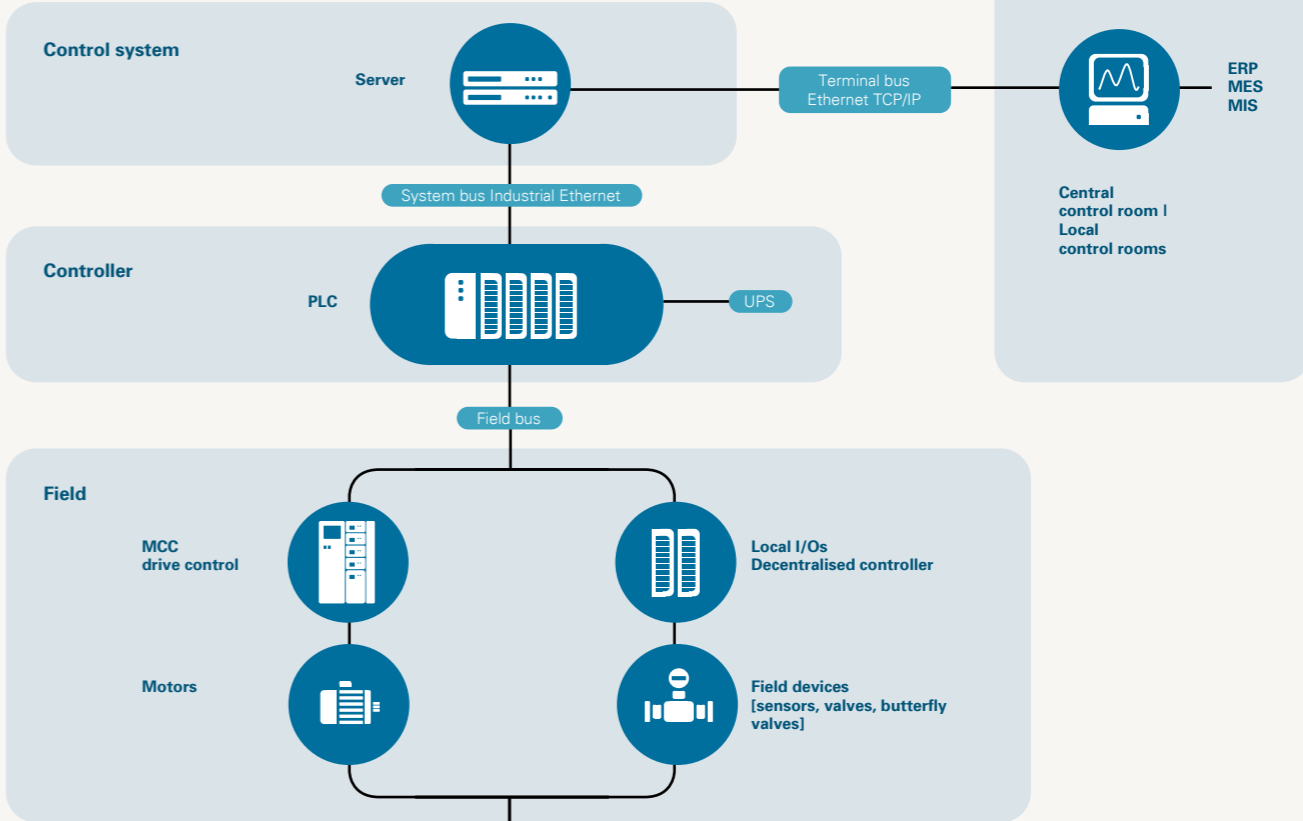 Control system
Server
Terminal bus
Ethernet TCP/IP
ERP
MES
MIS
Central
control room |
Local
control rooms
System bus Industrial Ethernet
Controller
PLC
UPS
Field bus
Field
MCC
drive control
Local I/Os
Decentralised controller
Motors
Field devices
[sensors, valves, butterfly
valves]